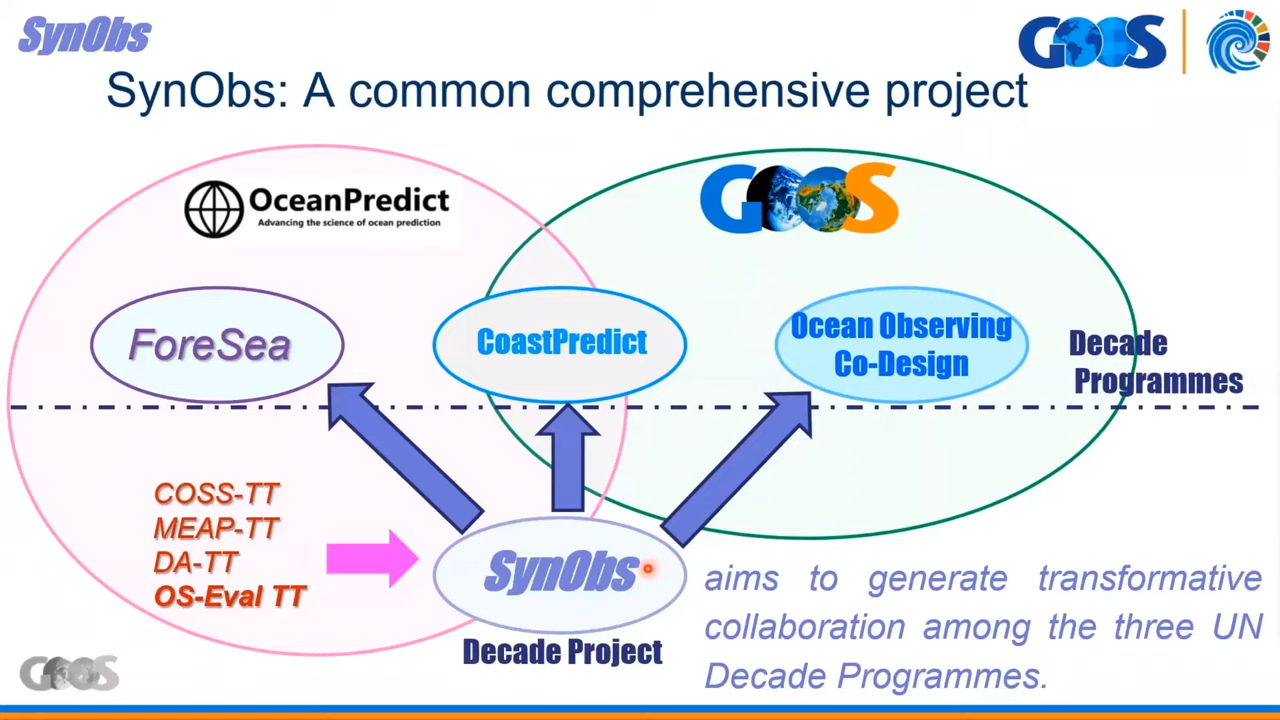 SynObs
GOOS
SynObs: A common comprehensive project
OceanPredict
Advancing the science of ocean prediction
GOOS
ForeSea
CoastPredict
Ocean Observing
Co-Design
Decade
Programmes
COSS-TT
MEAP-TT
DA-TT
OS-Eval TT
SynObs
Decade Project
aims to generate transformative
collaboration among the three UN
Decade Programmes.
GOOS